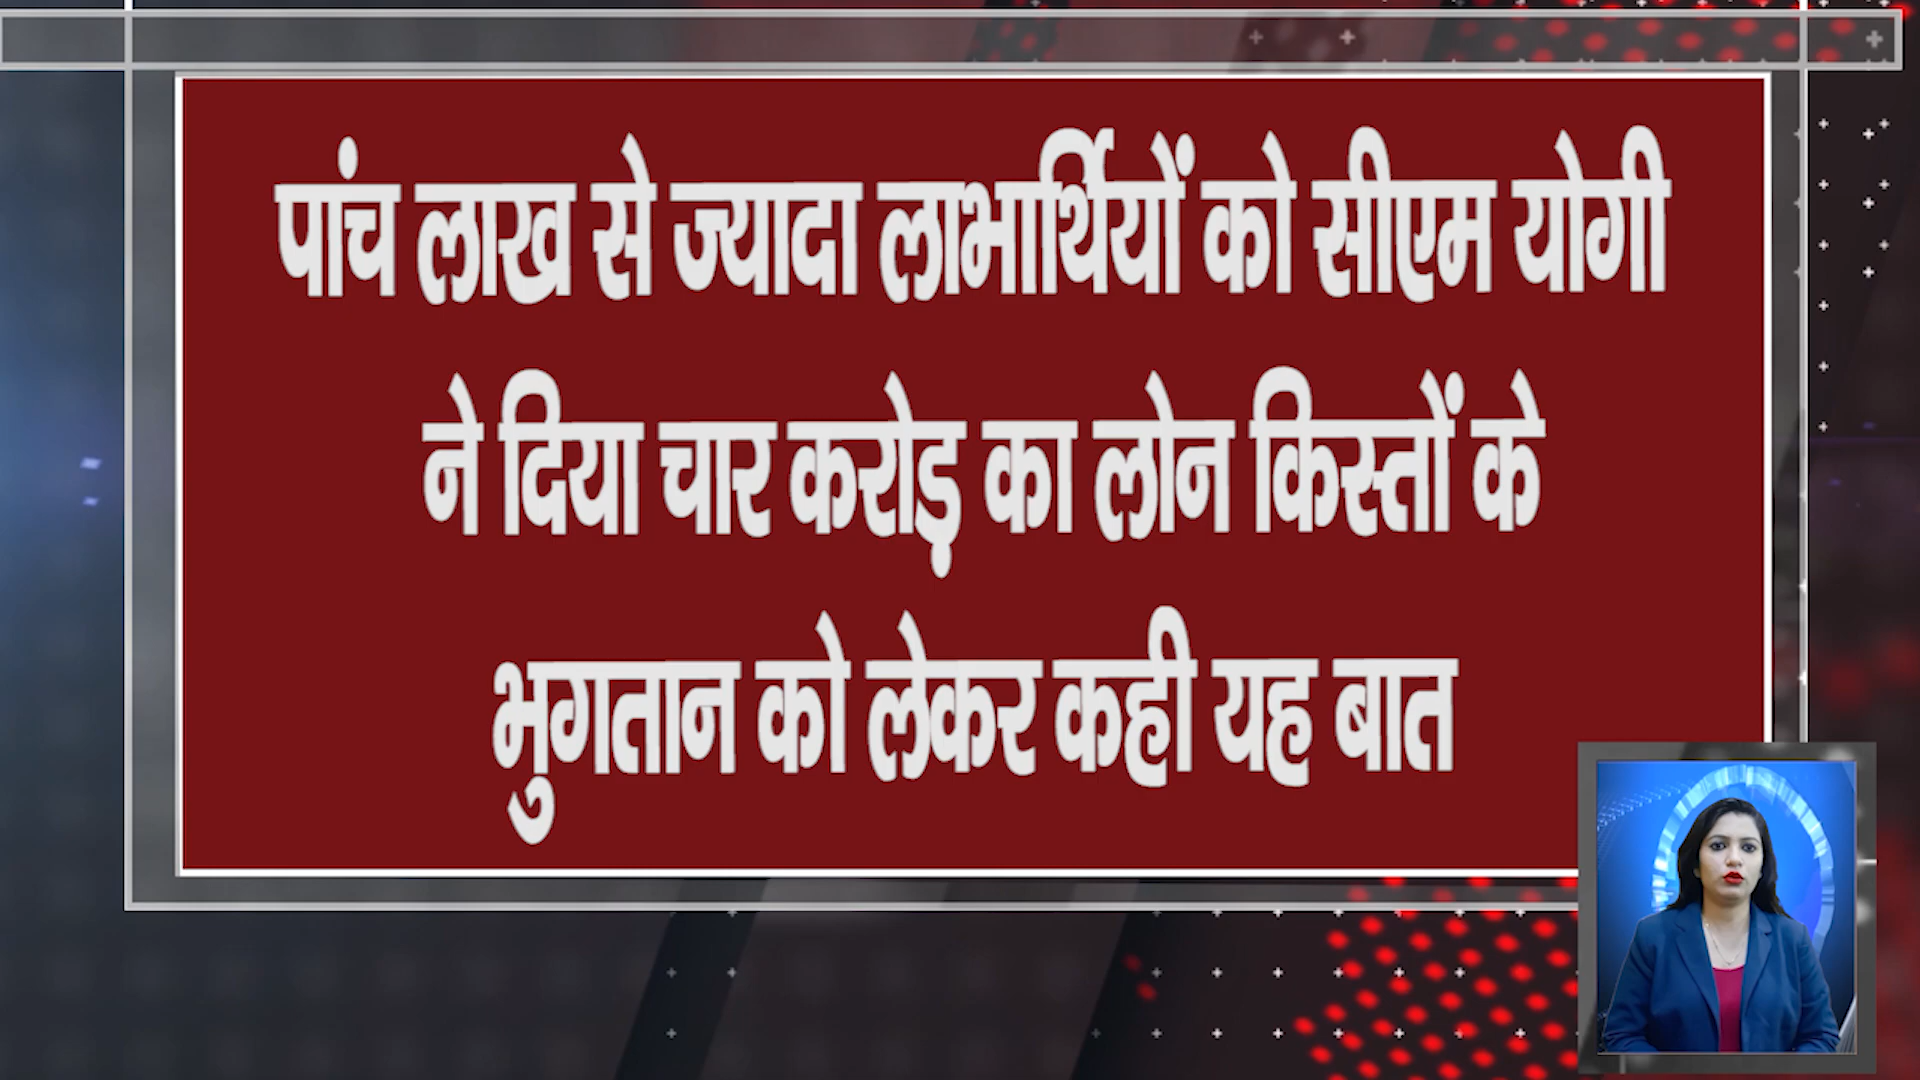 पांच लाख से ज्यादा लाभार्थियों को सीएम योगी
ने दिया चार करोड़ का लोन किस्तों के
भुगतान को लेकर कही यह बात